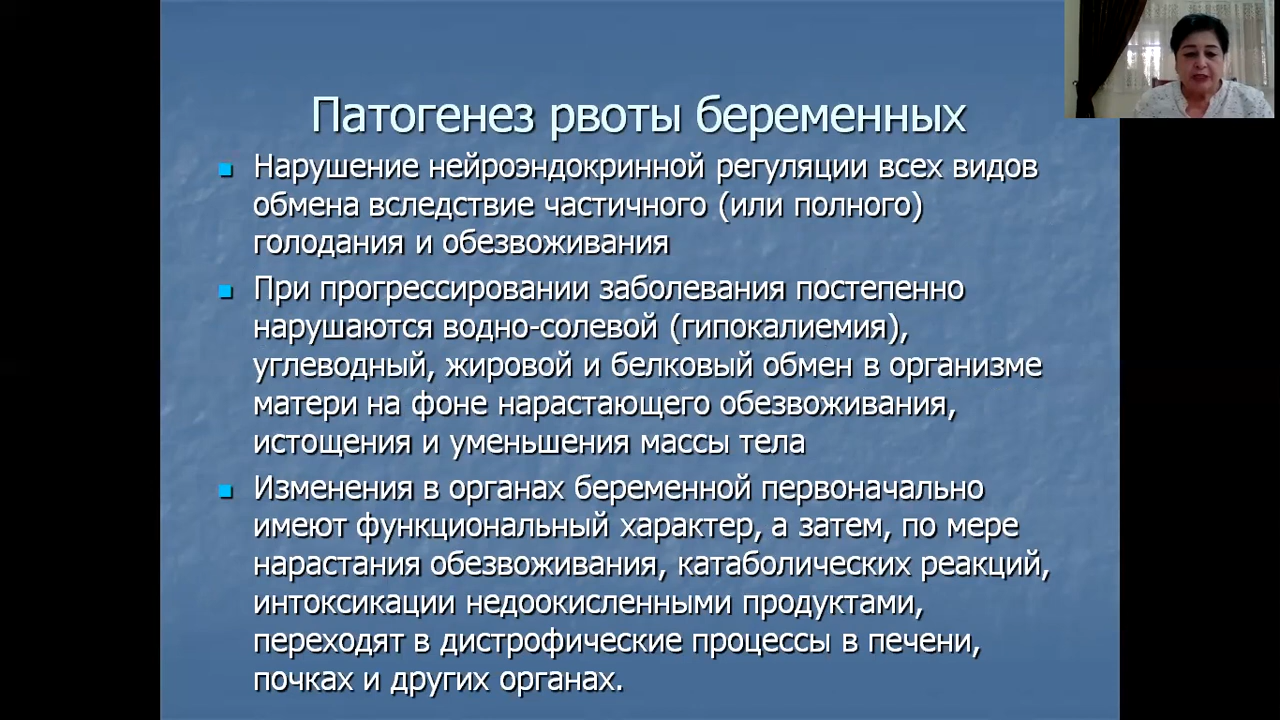 Патогенез рвоты беременных
Нарушение нейроэндокринной регуляции всех видов
обмена вследствие частичного (или полного)
голодания и обезвоживания
При прогрессировании заболевания постепенно
нарушаются водно-солевой (гипокалиемия),
углеводный, жировой и белковый обмен в организме
матери на фоне нарастающего обезвоживания,
истощения и уменьшения массы тела
Изменения в органах беременной первоначально
имеют функциональный характер, а затем, по мере
нарастания обезвоживания, катаболических реакций,
интоксикации недоокисленными продуктами,
переходят в дистрофические процессы в печени,
почках и других органах.